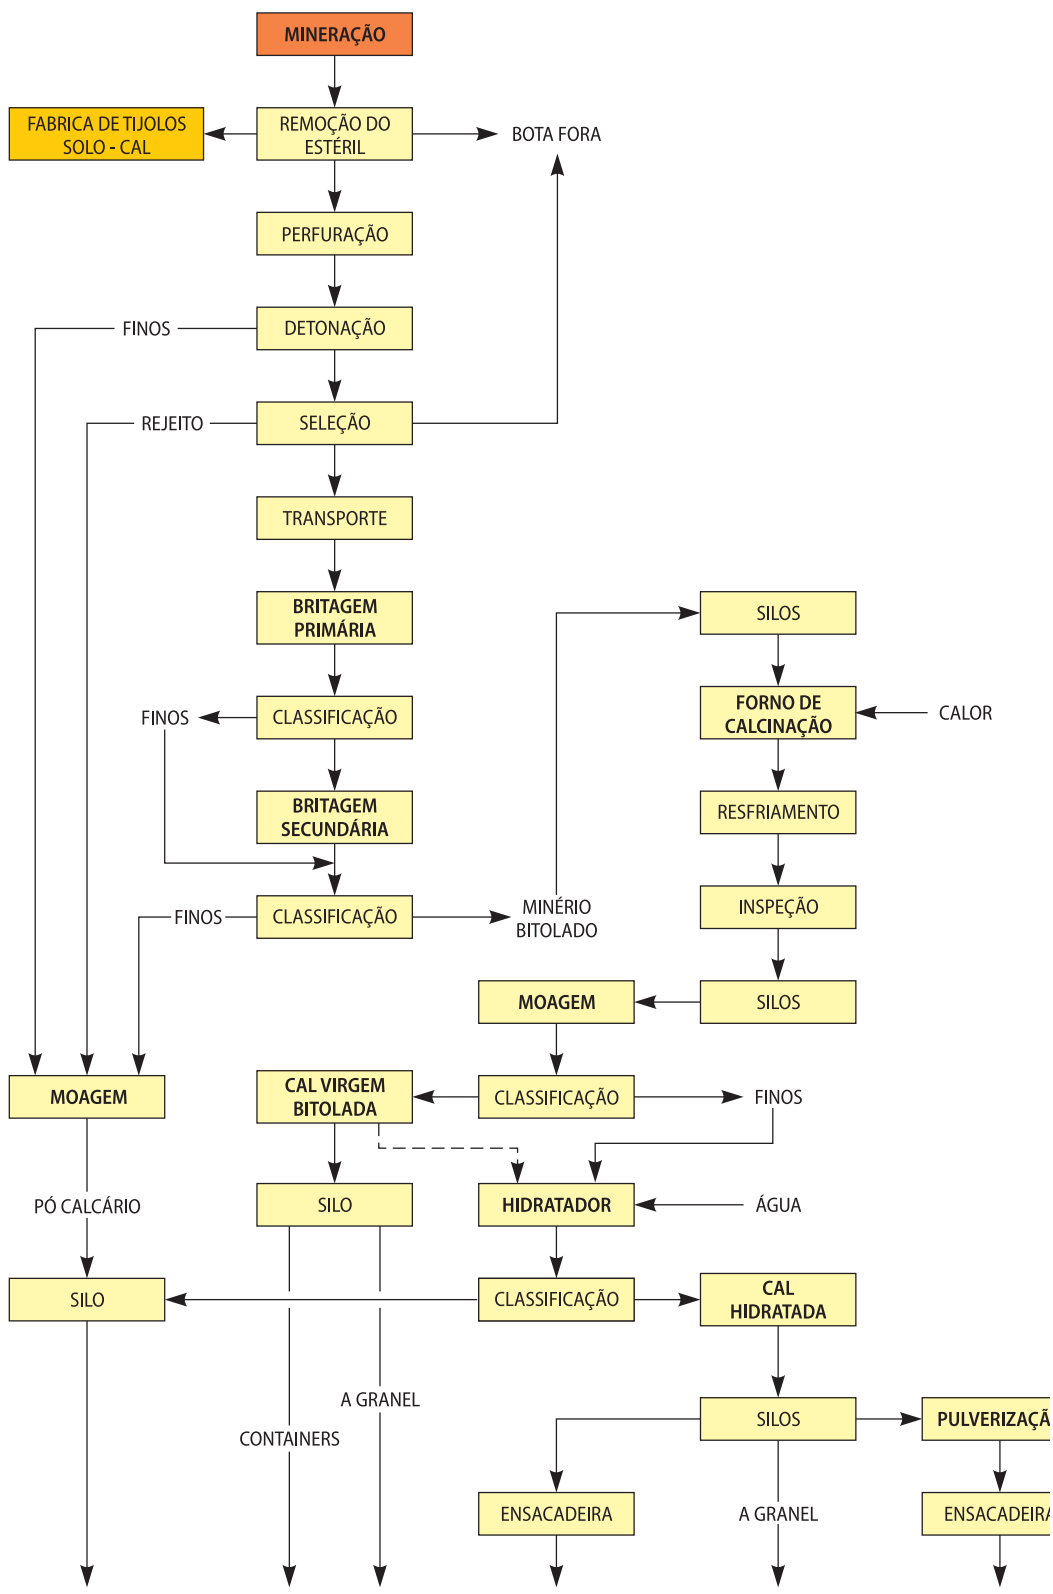 MINERAÇÃO
FABRICA DE TIJOLOS
SOLO - CAL
REMOÇÃO DO
ESTÉRIL
BOTA FORA
PERFURAÇÃO
FINOS
DETONAÇÃO
REJEITO
SELEÇÃO
TRANSPORTE
BRITAGEM
PRIMÁRIA
SILOS
FINOS
CLASSIFICAÇÃO
FORNO DE
CALCINAÇÃO
CALOR
BRITAGEM
SECUNDÁRIA
RESFRIAMENTO
FINOS
CLASSIFICAÇÃO
MINÉRIO
BITOLADO
INSPEÇÃO
MOAGEM
SILOS
MOAGEM
CAL VIRGEM
BITOLADA
CLASSIFICAÇÃO
FINOS
PÓ CALCÁRIO
SILO
HIDRATADOR
ÁGUA
SILO
CLASSIFICAÇÃO
CAL
HIDRATADA
A GRANEL
CONTAINERS
SILOS
PULVERIZAÇÃ
ENSACADEIRA
A GRANEL
ENSACADEIRA